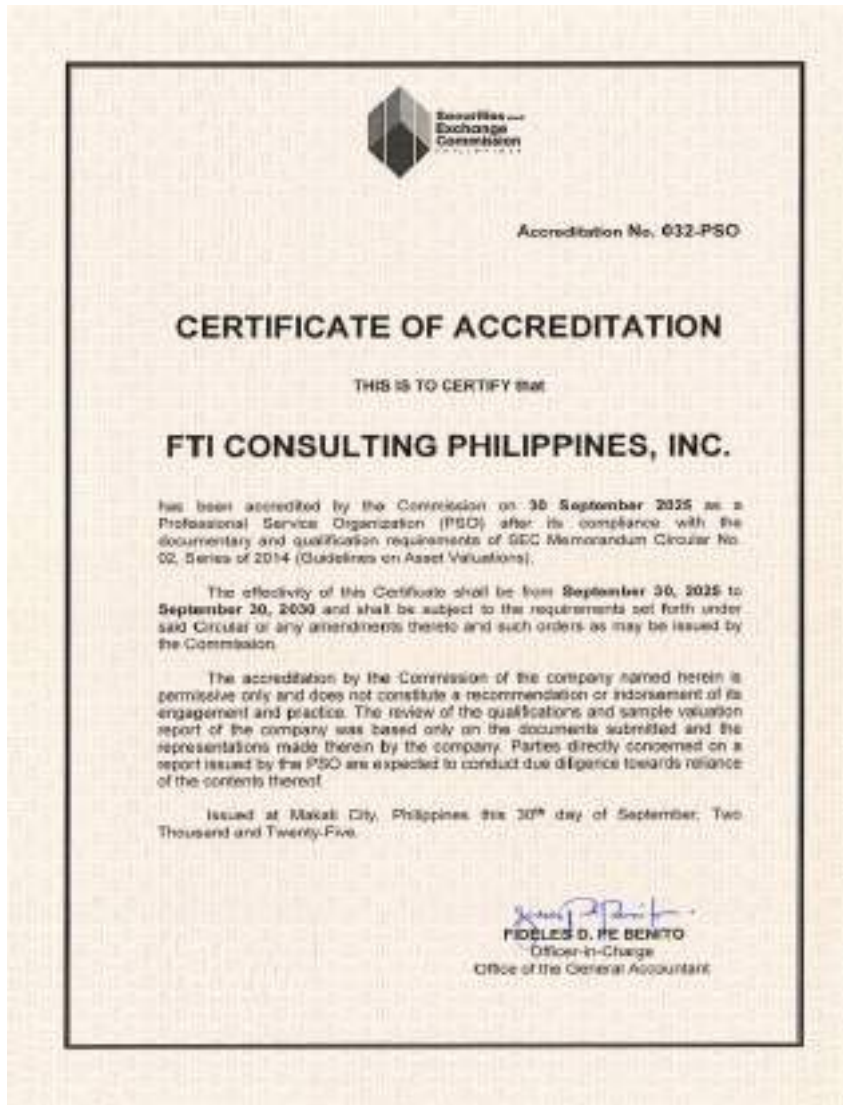 Securities and
Exchange
Commission
PHILIPPINES
Accreditation No. 032-PSO
CERTIFICATE OF ACCREDITATION
THIS IS TO CERTIFY that
FTI CONSULTING PHILIPPINES, INC.
has been accredited by the Commission on 30 September 2025 as a
Professional Service Organization (PSO) after its compliance with the
documentary and qualification requirements of SEC Memorandum Circular No.
02, Series of 2014 (Guidelines on Asset Valuations).
The effectivity of this Certificate shall be from September 30, 2025 to
September 30, 2030 and shall be subject to the requirements set forth under
said Circular or any amendments thereto and such orders as may be issued by
the Commission.
The accreditation by the Commission of the company named herein is
permissive only and does not constitute a recommendation or indorsement of its
engagement and practice. The review of the qualifications and sample valuation
report of the company was based only on the documents submitted and the
representations made therein by the company. Parties directly concerned on a
report issued by the PSO are expected to conduct due diligence towards reliance
of the contents thereof.
Issued at Makati City, Philippines this 30th day of September, Two
Thousand and Twenty-Five.
FIDELES D. PE BENITO
Officer-in-Charge
Office of the General Accountant